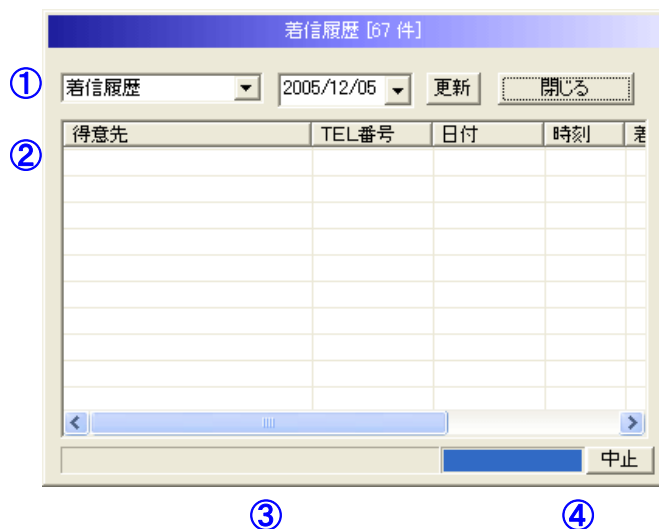 着信履歴 [67 件]
① 着信履歴 2005/12/05 更新 閉じる
得意先 TEL番号 日付 時刻
②
中止
③ ④